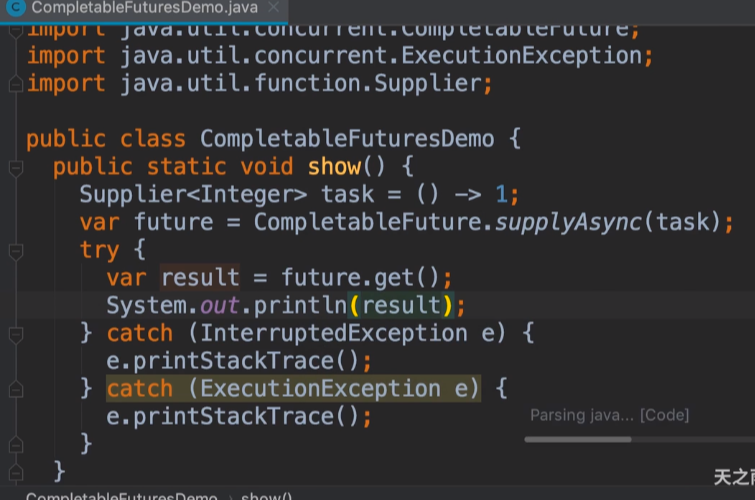 CompletableFuturesDemo.java
import java.util.concurrent.CompletableFuture;
import java.util.concurrent.ExecutionException;
import java.util.function.Supplier;
public class CompletableFuturesDemo {
public static void show() {
Supplier<Integer> task = () -> 1;
var future = CompletableFuture.supplyAsync(task);
try {
var result = future.get();
System.out.println(result);
} catch (InterruptedException e) {
e.printStackTrace();
} catch (ExecutionException e) {
e.printStackTrace();
Parsing java... [Code]
}
}
天之
CompletableFuturesDemo > show()